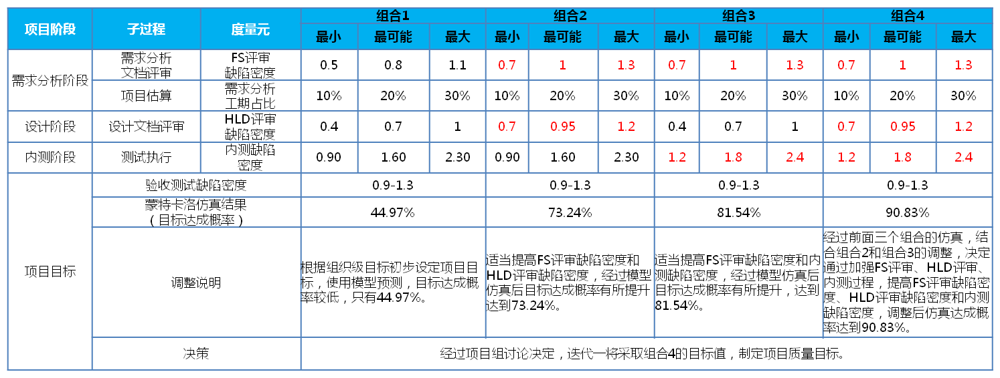 项目阶段 子过程 度量元 组合1 组合2 组合3 组合4
最小 最可能 最大 最小 最可能 最大 最小 最可能 最大 最小 最可能 最大
需求分析阶段
需求分析
文档评审
FS评审
缺陷密度
0.5 0.8 1.1 0.7 1 1.3 0.7 1 1.3 0.7 1 1.3
项目估算
需求分析
工期占比
10% 20% 30% 10% 20% 30% 10% 20% 30% 10% 20% 30%
设计阶段 设计文档评审
HLD评审
缺陷密度
0.4 0.7 1 0.7 0.95 1.2 0.4 0.7 1 0.7 0.95 1.2
内测阶段 测试执行
内测缺陷
密度
0.90 1.60 2.30 0.90 1.60 2.30 1.2 1.8 2.4 1.2 1.8 2.4
项目目标
验收测试缺陷密度 0.9-1.3 0.9-1.3 0.9-1.3 0.9-1.3
蒙特卡洛仿真结果
（目标达成概率）
44.97% 73.24% 81.54% 90.83%
调整说明
根据组织级目标初步设定项目目
标，使用模型预测，目标达成概
率较低，只有44.97%。
适当提高FS评审缺陷密度和
HLD评审缺陷密度，经过模型
仿真后目标达成概率有所提升
达到73.24%。
适当提高FS评审缺陷密度和内
测缺陷密度，经过模型仿真后
目标达成概率有所提升，达到
81.54%。
经过前面三个组合的仿真，结
合组合2和组合3的调整，决定
通过加强FS评审、HLD评审、
内测过程，提高FS评审缺陷密
度、HLD评审缺陷密度和内测
缺陷密度，调整后仿真达成概
率达到90.83%。
决策 经过项目组讨论决定，迭代一将采取组合4的目标值，制定项目质量目标。